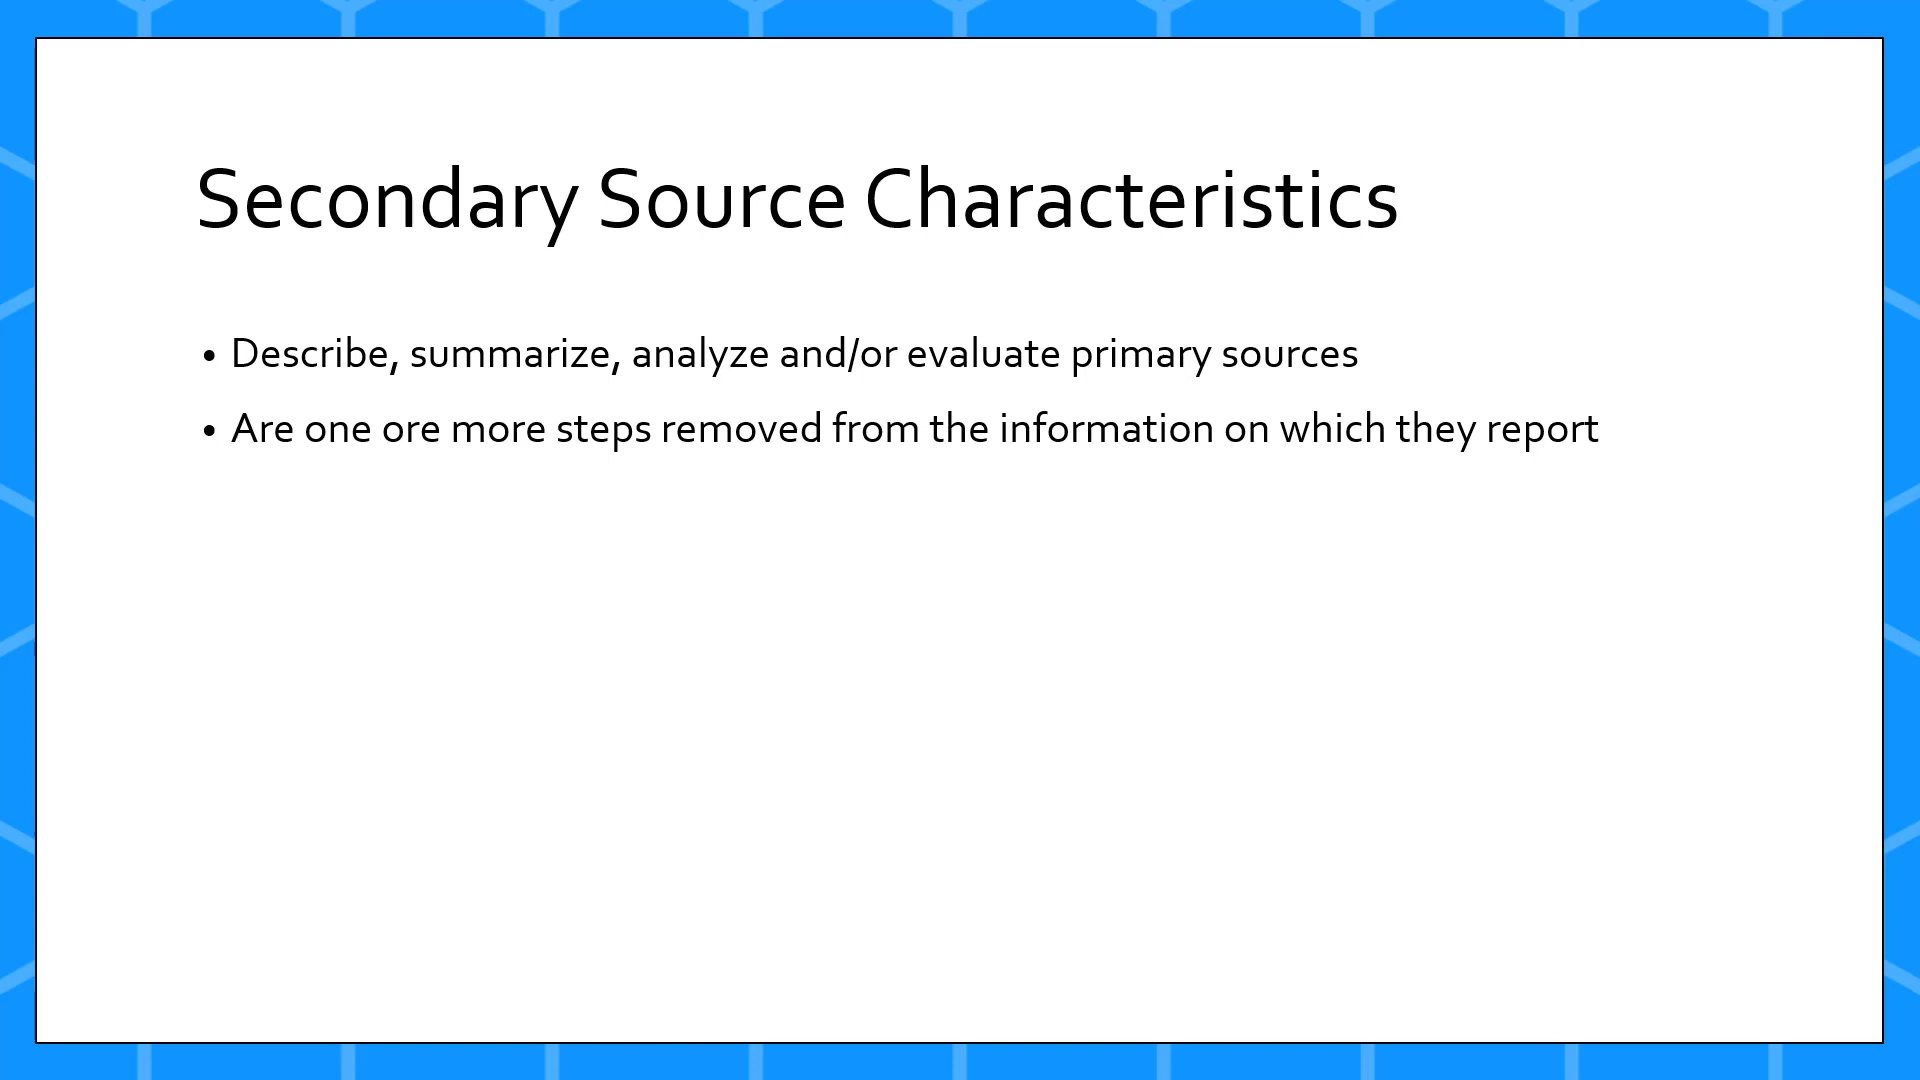 Secondary Source Characteristics
• Describe, summarize, analyze and/or evaluate primary sources
• Are one ore more steps removed from the information on which they report